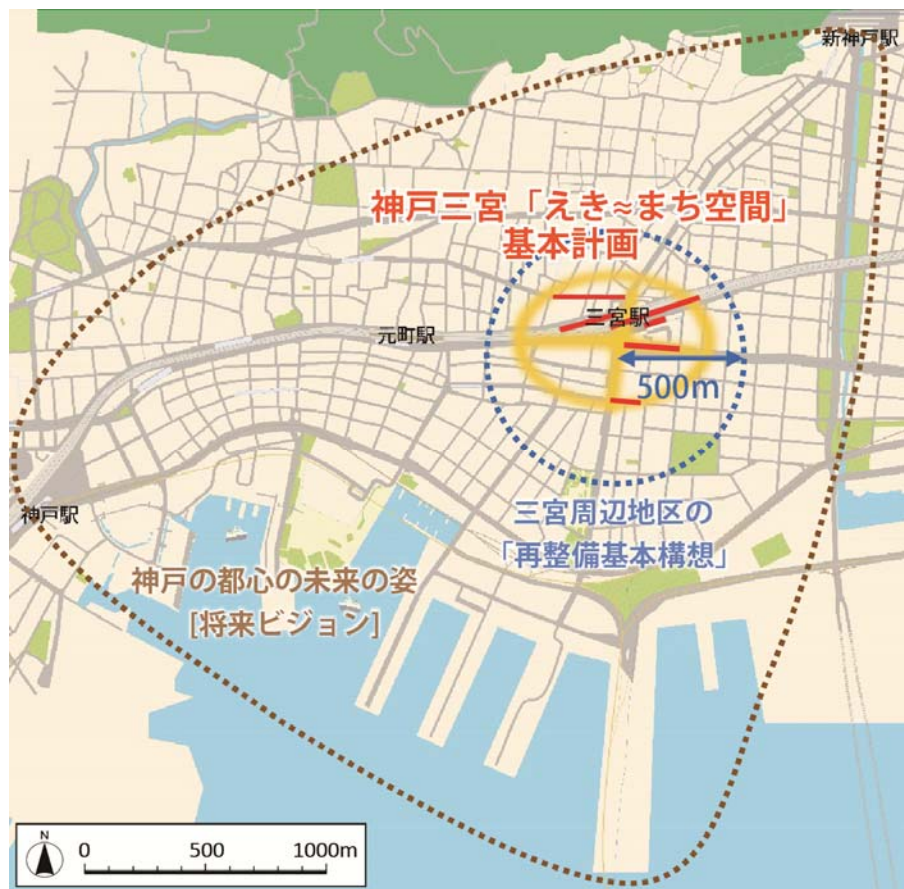 新神戸駅
神戸三宮「えき≈まち空間」
基本計画
三宮駅
元町駅
500m
神戸駅
三宮周辺地区の
「再整備基本構想」
神戸の都心の未来の姿
[将来ビジョン]
N
0 500 1000m